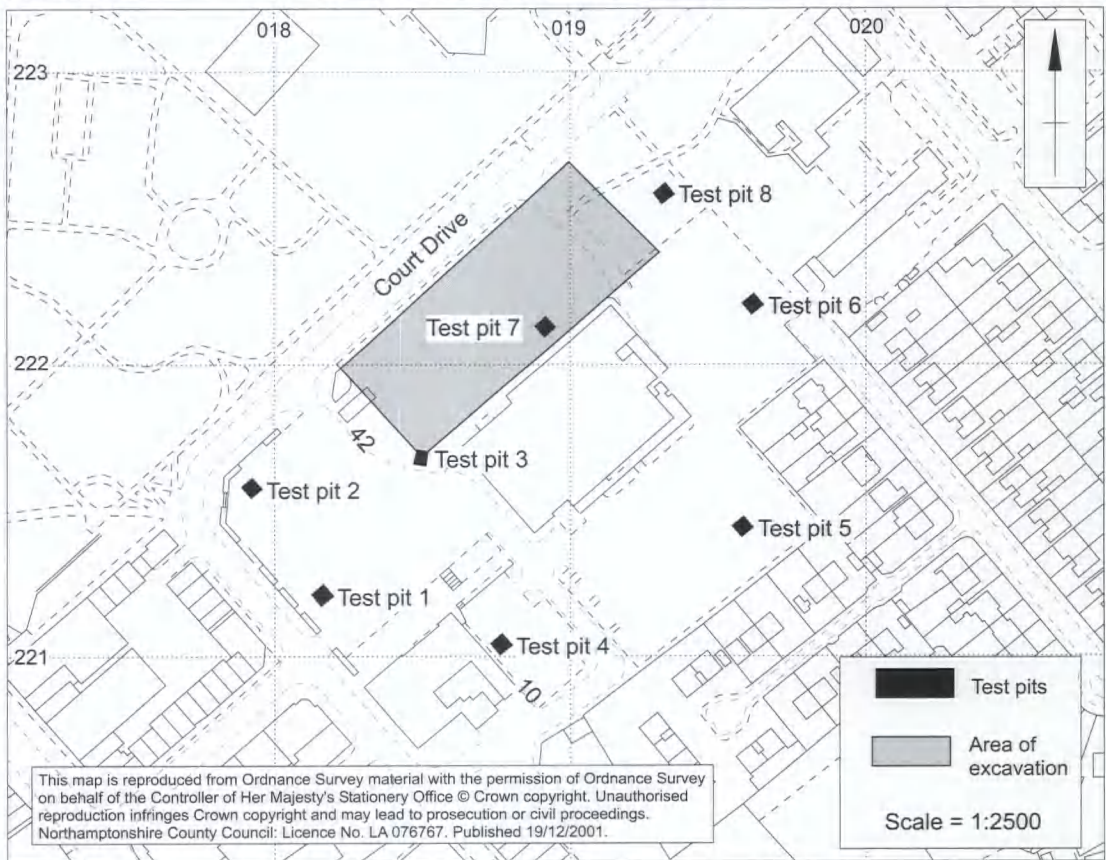 018
019
020
223
Court Drive
Test pit 8
Test pit 6
Test pit 7
222
42
Test pit 3
Test pit 2
Test pit 5
Test pit 1
Test pit 4
221
10
Test pits
Area of
excavation
Scale = 1:2500
This map is reproduced from Ordnance Survey material with the permission of Ordnance Survey
on behalf of the Controller of Her Majesty's Stationery Office © Crown copyright. Unauthorised
reproduction infringes Crown copyright and may lead to prosecution or civil proceedings.
Northamptonshire County Council: Licence No. LA 076767. Published 19/12/2001.